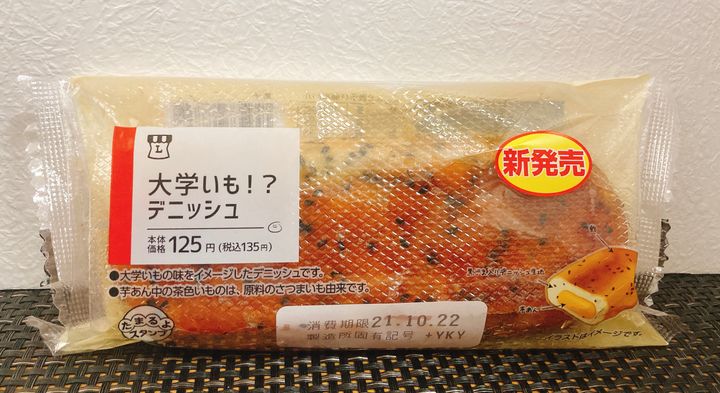 L
大学いも!?
デニッシュ
本体価格 125円(税込135円)
●大学いもの味をイメージしたデニッシュです。
●芋あん中の茶色いものは、原料のさつまいも由来です。
たまるよ
スタンプ
新発売
黒ごま入りデニッシュ生地
芋あん
イラストはイメージです。
消費期限21.10.22
製造所固有記号 +YKY